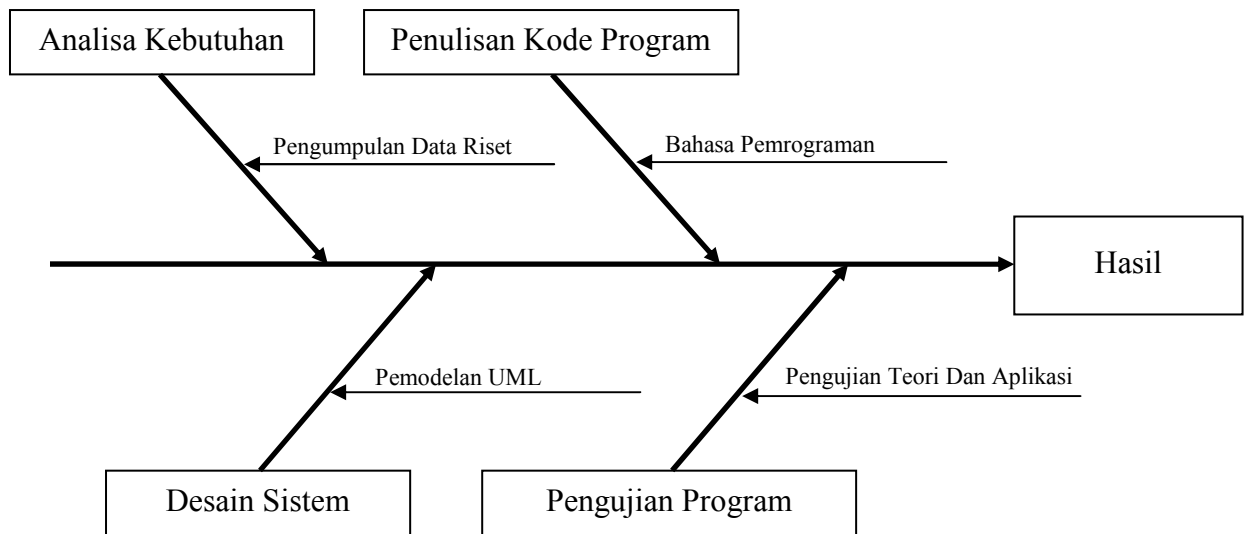 Analisa Kebutuhan
Penulisan Kode Program
Pengumpulan Data Riset
Bahasa Pemrograman
Hasil
Pemodelan UML
Pengujian Teori Dan Aplikasi
Desain Sistem
Pengujian Program